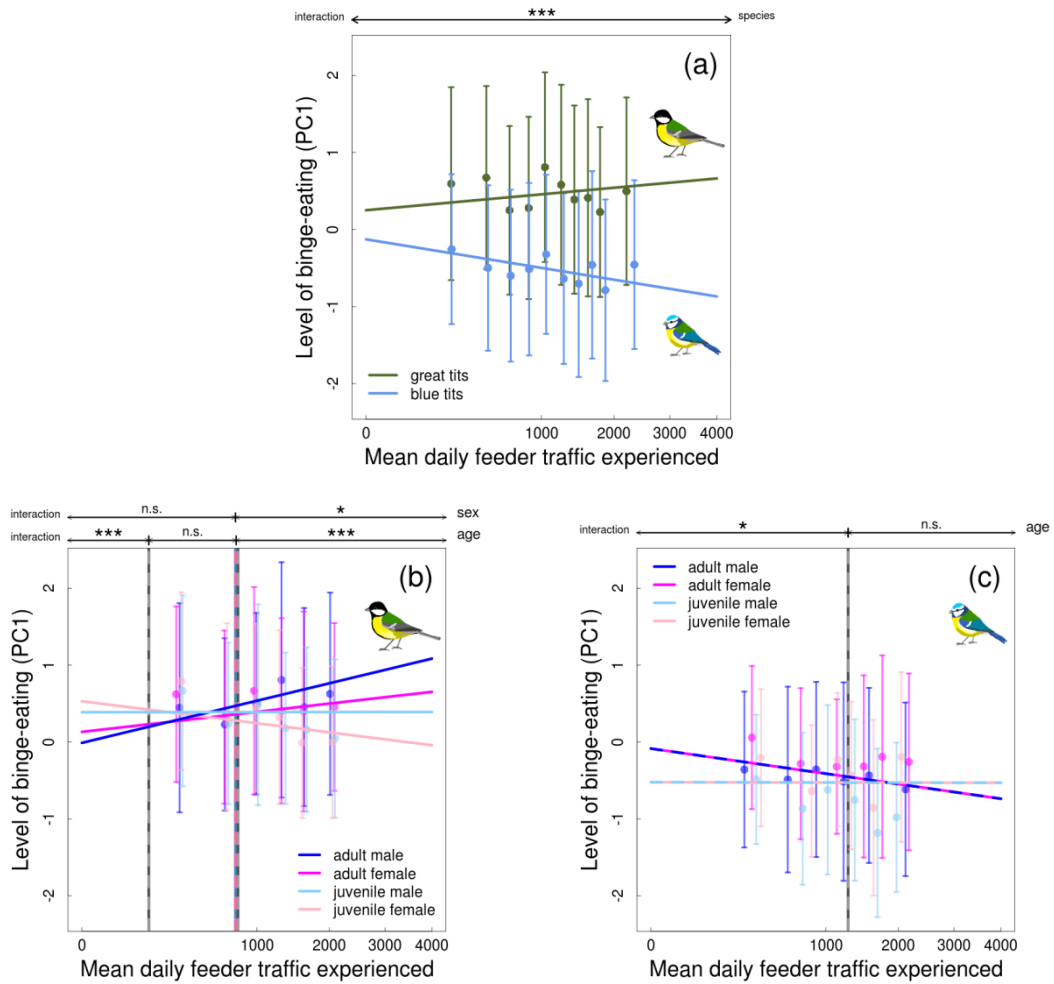 interaction *** species
(a)
Level of binge-eating (PC1)
2
1
0
-1
-2
great tits
blue tits
0 1000 2000 3000 4000
Mean daily feeder traffic experienced
interaction n.s. * sex
interaction *** n.s. *** age
(b)
Level of binge-eating (PC1)
2
1
0
-1
-2
adult male
adult female
juvenile male
juvenile female
0 1000 2000 3000 4000
Mean daily feeder traffic experienced
interaction * n.s. age
(c)
adult male
adult female
juvenile male
juvenile female
Level of binge-eating (PC1)
2
1
0
-1
-2
0 1000 2000 3000 4000
Mean daily feeder traffic experienced